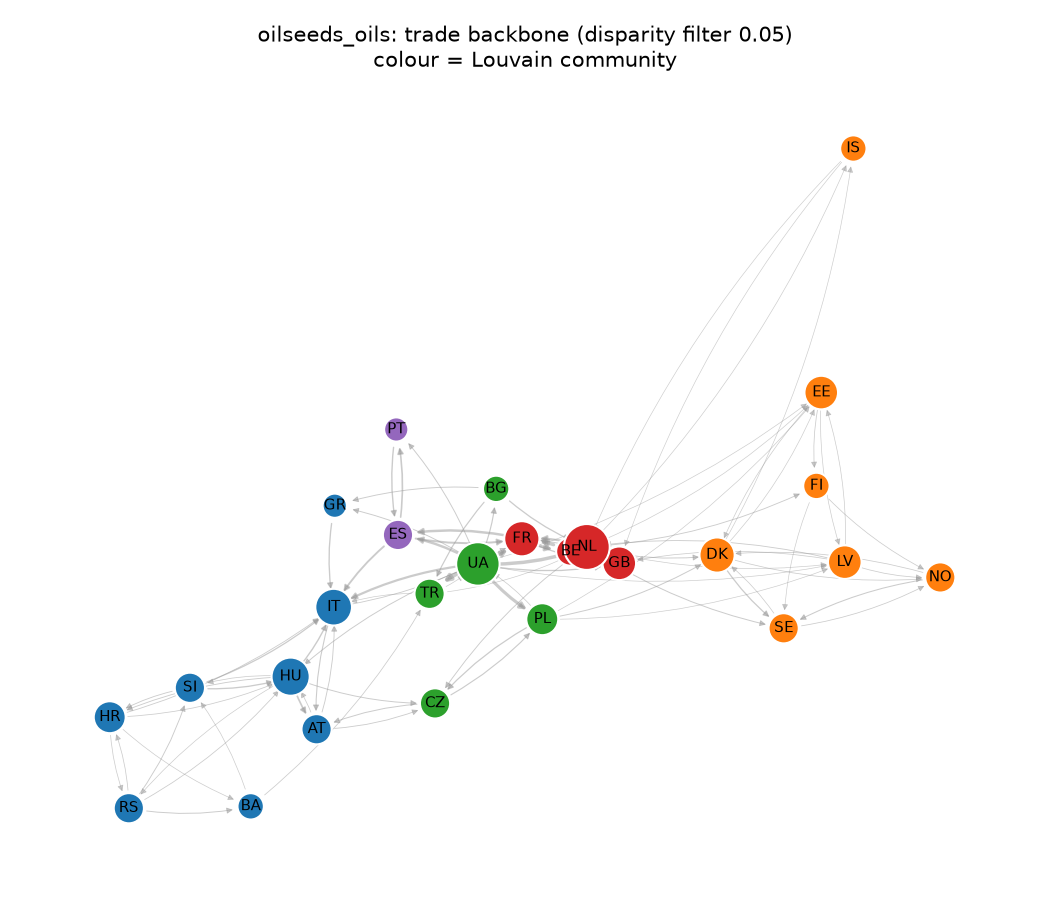 oilseeds_oils: trade backbone (disparity filter 0.05)
colour = Louvain community
IS
EE
PT
FI
BG
GR
ES
FR
BE
NL
GB
DK
LV
UA
NO
TR
IT
PL
SE
HU
SI
CZ
HR
AT
RS
BA